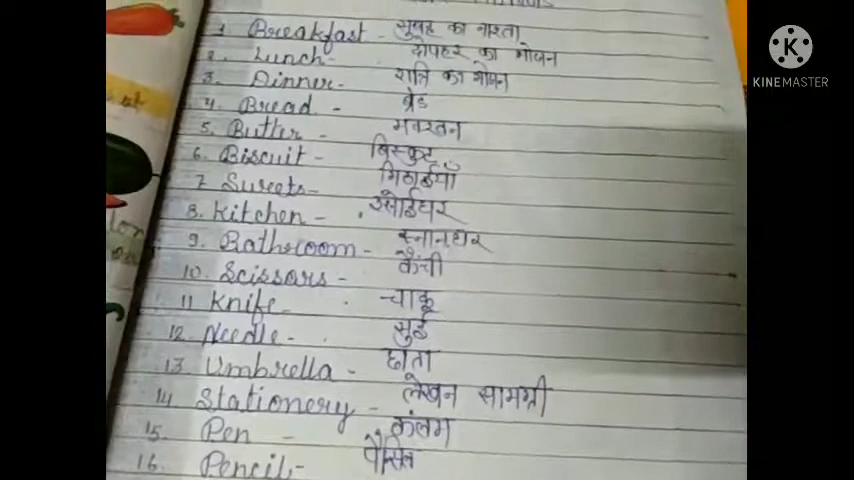 1. Breakfast - सुबह का नाश्ता
2. Lunch - दोपहर का भोजन
3. Dinner - रात्रि का भोजन
4. Bread - ब्रेड
5. Butter - मक्खन
6. Biscuit - बिस्कुट
7. Sweets - मिठाईयाँ
8. Kitchen - रसोईघर
9. Bathroom - स्नानघर
10. Scissors - कैंची
11. Knife - चाकू
12. Needle - सुई
13. Umbrella - छाता
14. Stationery - लेखन सामग्री
15. Pen - कलम
16. Pencil - पेंसिल
KINEMASTER